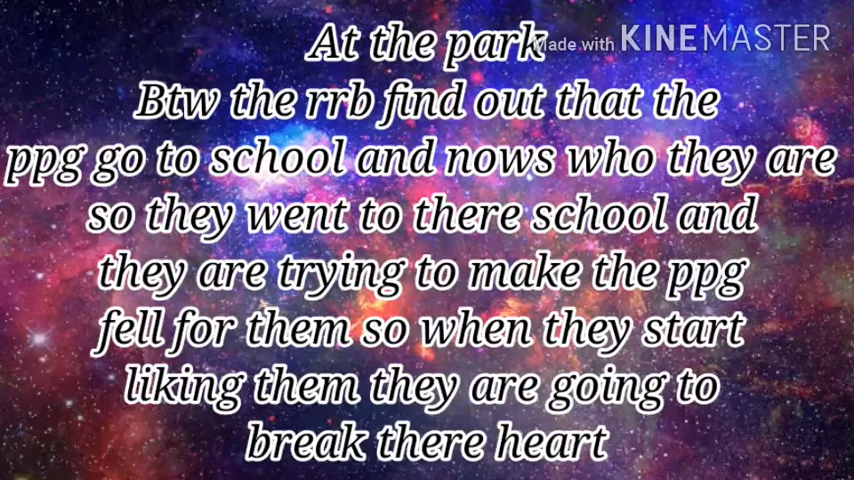 At the park
Made with KINEMASTER
Btw the rrb find out that the
ppg go to school and nows who they are
so they went to there school and
they are trying to make the ppg
fell for them so when they start
liking them they are going to
break there heart